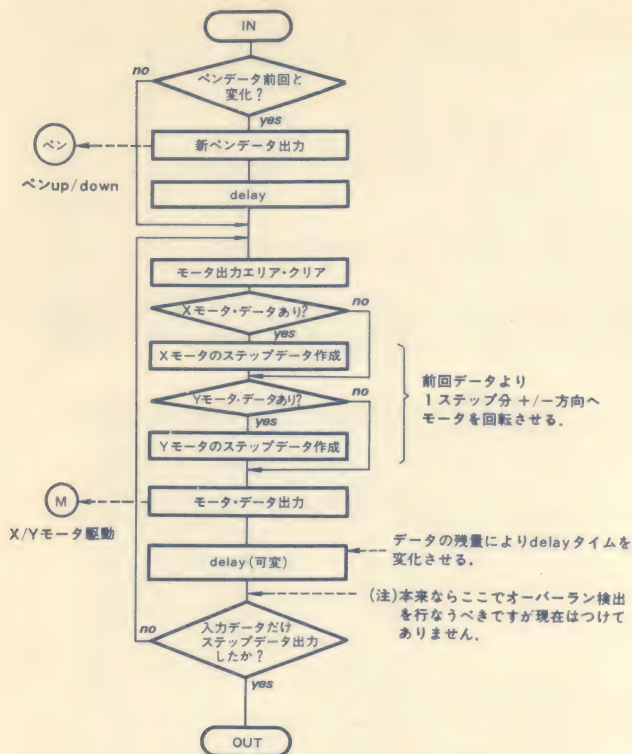 IN
no
ペンデータ前回と
変化?
yes
ペン
新ペンデータ出力
ペンup/down
delay
モータ出力エリア・クリア
no
Xモータ・データあり?
yes
Xモータのステップデータ作成
no
Yモータ・データあり?
yes
Yモータのステップデータ作成
前回データより
1ステップ分 +/−方向へ
モータを回転させる.
M
モータ・データ出力
X/Yモータ駆動
delay(可変)
データの残量によりdelayタイムを
変化させる.
(注)本来ならここでオーバーラン検出
を行なうべきですが現在はつけて
ありません.
no
入力データだけ
ステップデータ出力
したか?
yes
OUT